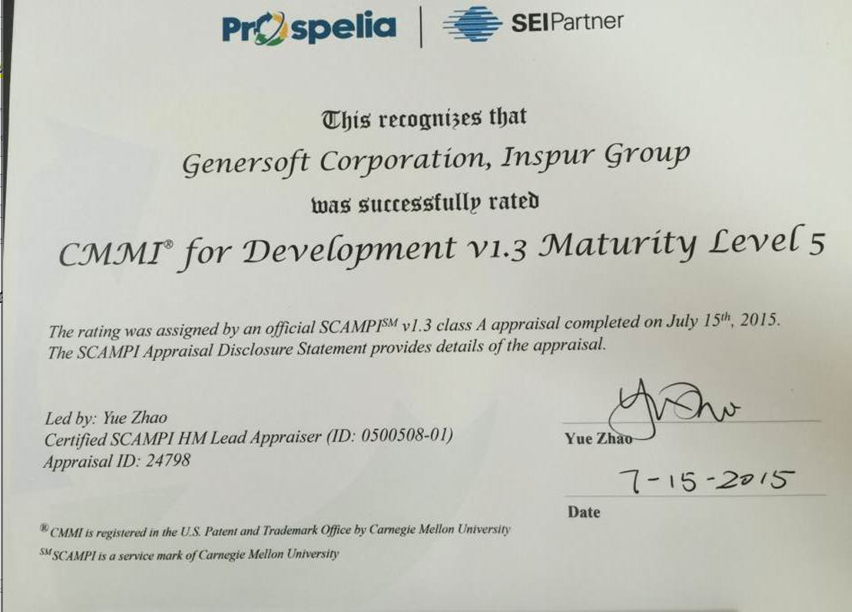 Prospelia | SEI Partner
This recognizes that
Genersoft Corporation, Inspur Group
was successfully rated
CMMI® for Development v1.3 Maturity Level 5
The rating was assigned by an official SCAMPI℠ v1.3 class A appraisal completed on July 15th, 2015.
The SCAMPI Appraisal Disclosure Statement provides details of the appraisal.
Led by: Yue Zhao
Certified SCAMPI HM Lead Appraiser (ID: 0500508-01)
Appraisal ID: 24798
Yue Zhao
7-15-2015
Date
® CMMI is registered in the U.S. Patent and Trademark Office by Carnegie Mellon University
℠ SCAMPI is a service mark of Carnegie Mellon University